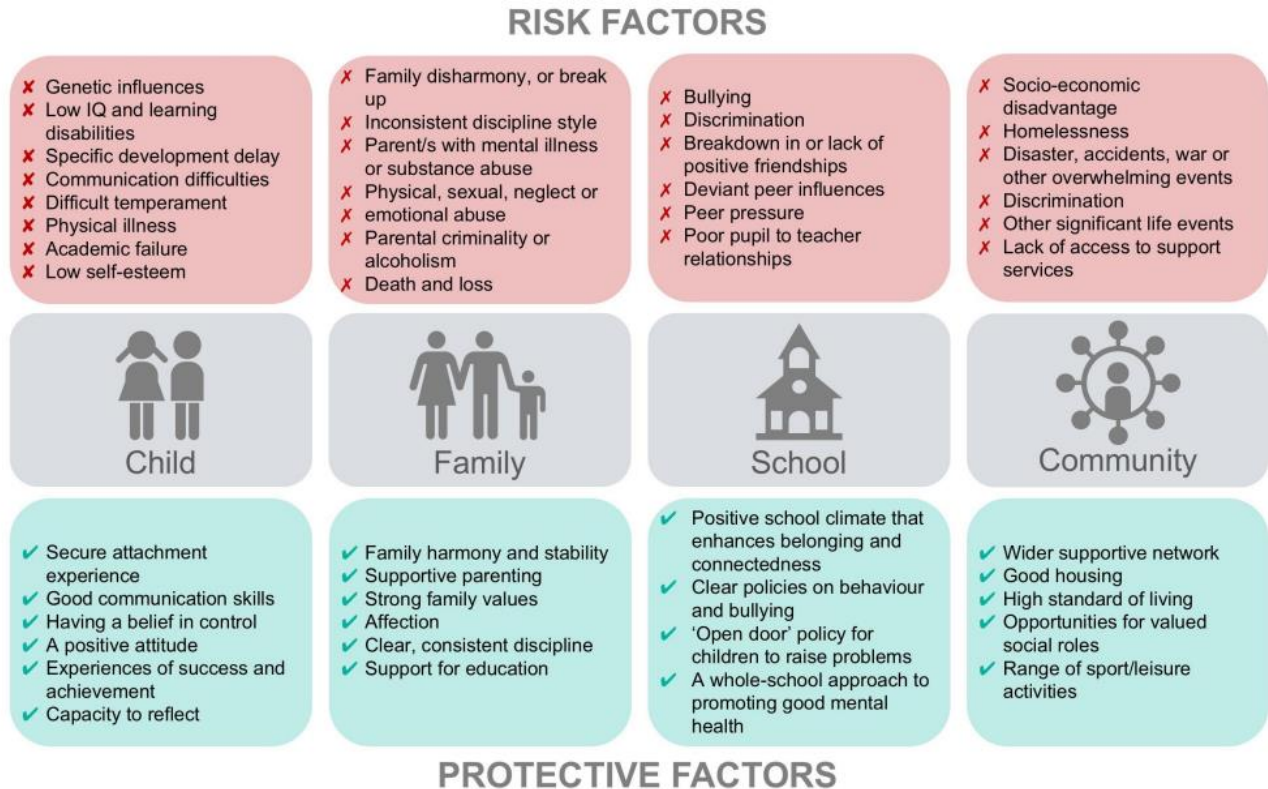 RISK FACTORS
✘ Genetic influences
✘ Low IQ and learning
disabilities
✘ Specific development delay
✘ Communication difficulties
✘ Difficult temperament
✘ Physical illness
✘ Academic failure
✘ Low self-esteem
✗ Family disharmony, or break
up
✗ Inconsistent discipline style
✗ Parent/s with mental illness
or substance abuse
✗ Physical, sexual, neglect or
✗ emotional abuse
✗ Parental criminality or
alcoholism
✗ Death and loss
✗ Bullying
✗ Discrimination
✗ Breakdown in or lack of
positive friendships
✗ Deviant peer influences
✗ Peer pressure
✗ Poor pupil to teacher
relationships
✗ Socio-economic
disadvantage
✗ Homelessness
✗ Disaster, accidents, war or
other overwhelming events
✗ Discrimination
✗ Other significant life events
✗ Lack of access to support
services
Child
Family
School
Community
✔ Secure attachment
experience
✔ Good communication skills
✔ Having a belief in control
✔ A positive attitude
✔ Experiences of success and
achievement
✔ Capacity to reflect
✔ Family harmony and stability
✔ Supportive parenting
✔ Strong family values
✔ Affection
✔ Clear, consistent discipline
✔ Support for education
✔ Positive school climate that
enhances belonging and
connectedness
✔ Clear policies on behaviour
and bullying
✔ ‘Open door’ policy for
children to raise problems
✔ A whole-school approach to
promoting good mental
health
✔ Wider supportive network
✔ Good housing
✔ High standard of living
✔ Opportunities for valued
social roles
✔ Range of sport/leisure
activities
PROTECTIVE FACTORS